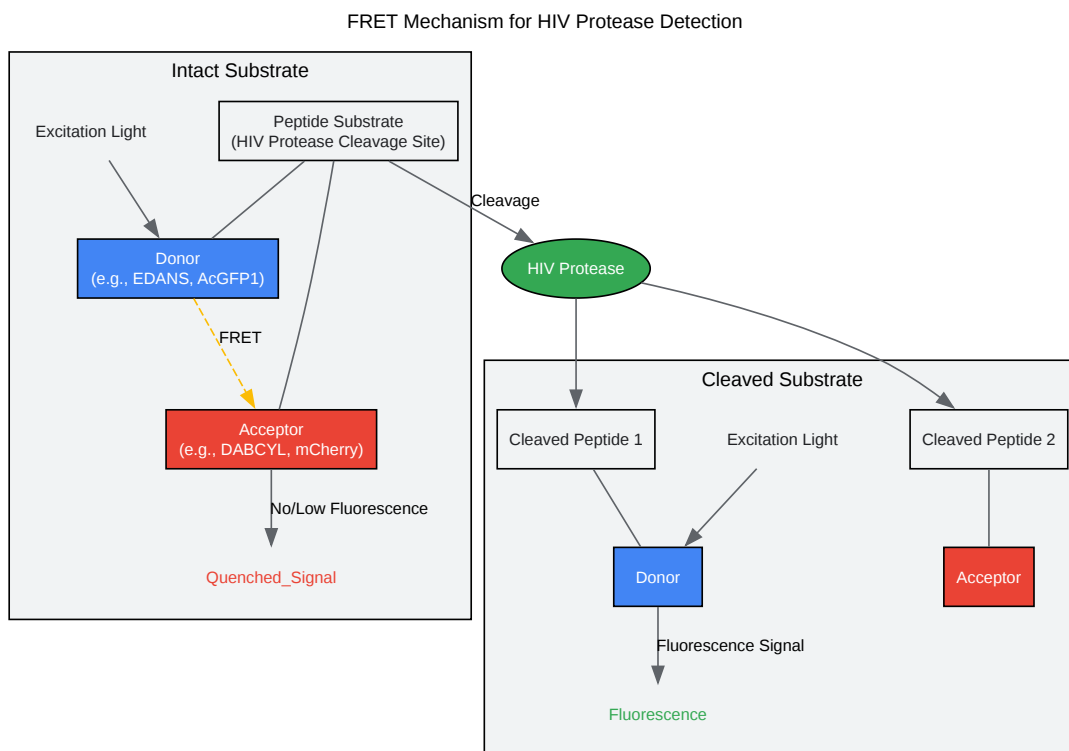 FRET Mechanism for HIV Protease Detection
Intact Substrate
Excitation Light
Peptide Substrate
(HIV Protease Cleavage Site)
Cleavage
Donor
(e.g., EDANS, AcGFP1)
HIV Protease
FRET
Acceptor
(e.g., DABCYL, mCherry)
No/Low Fluorescence
Quenched_Signal
Cleaved Substrate
Cleaved Peptide 1
Excitation Light
Cleaved Peptide 2
Donor
Acceptor
Fluorescence Signal
Fluorescence